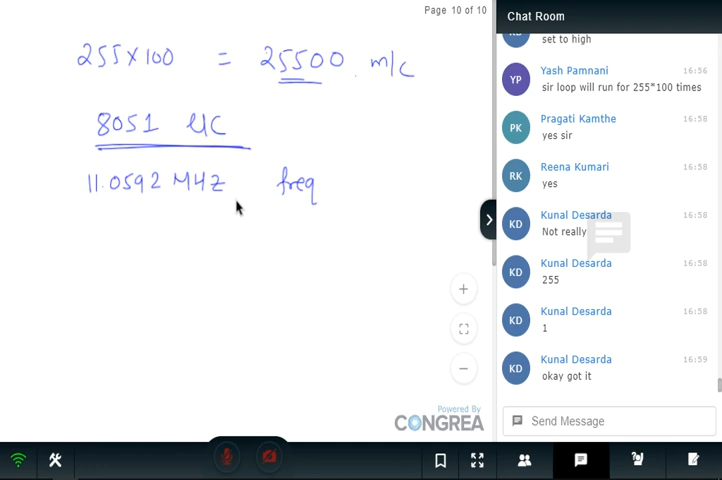 Page 10 of 10
255 x 100 = 25500 m/c
8051 uC
11.0592 MHZ freq
Powered By
CONGREA
Chat Room
KD
set to high
YP Yash Pamnani 16:56
sir loop will run for 255*100 times
PK Pragati Kamthe 16:58
yes sir
RK Reena Kumari 16:58
yes
KD Kunal Desarda 16:58
Not really
KD Kunal Desarda 16:58
255
KD Kunal Desarda 16:58
1
KD Kunal Desarda 16:59
okay got it
Send Message